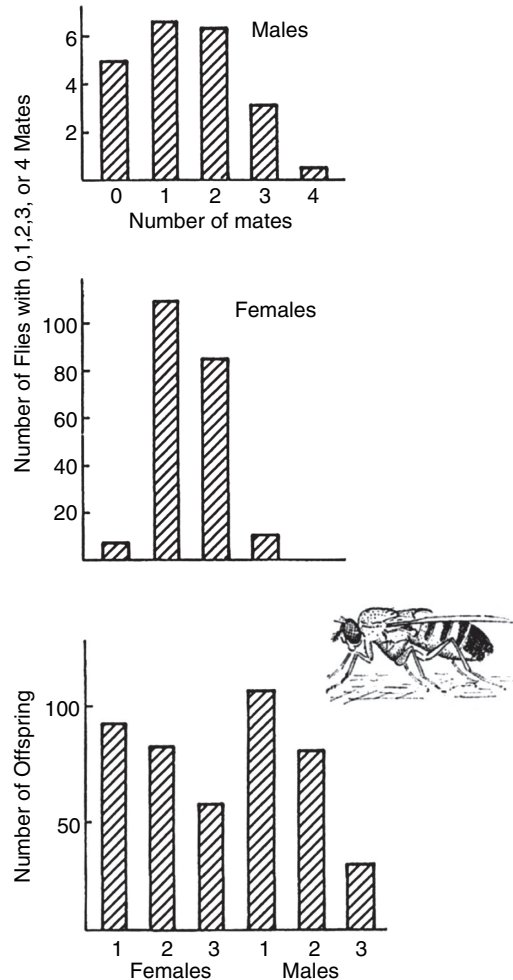 Number of Flies with 0,1,2,3, or 4 Mates
Males
6
4
2
0 1 2 3 4
Number of mates
Females
100
80
60
40
20
Number of Offspring
100
50
1 2 3 1 2 3
Females Males